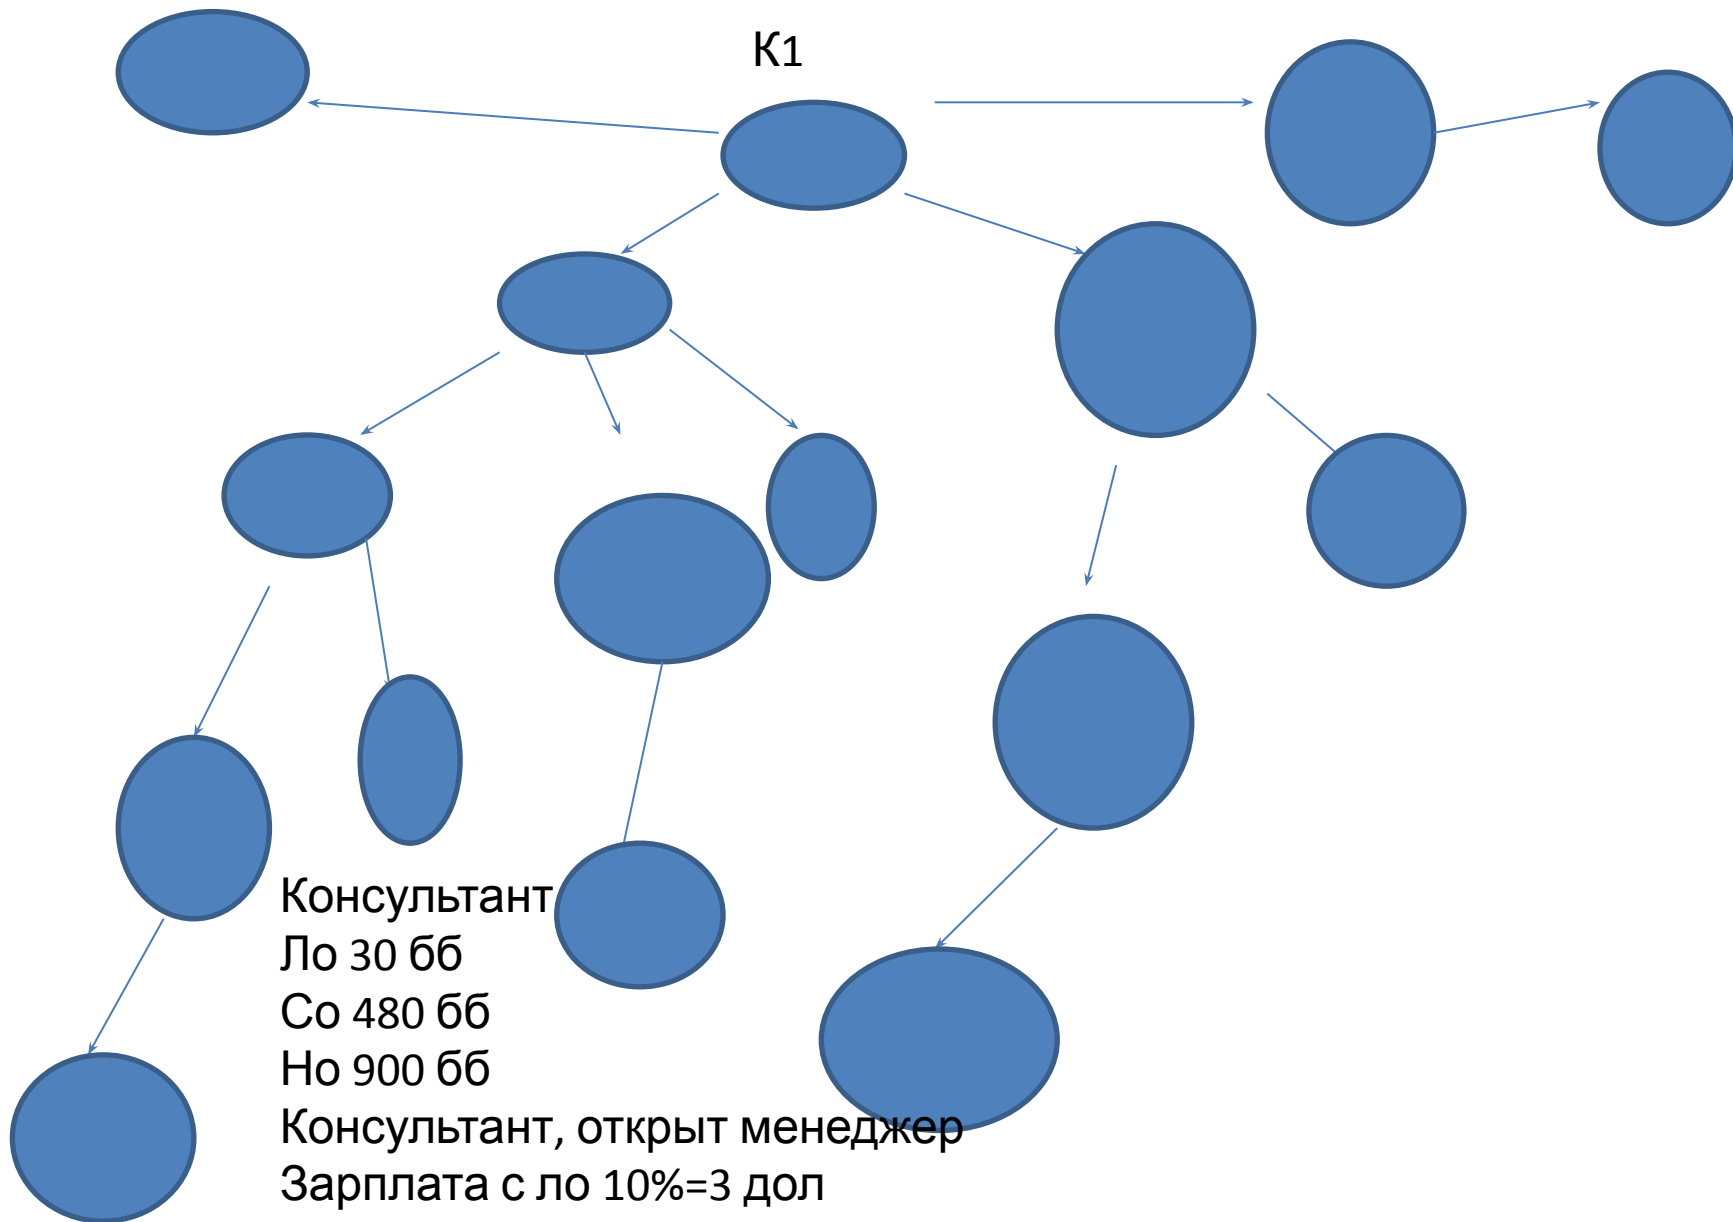 К1
Консультант
Ло 30 бб
Со 480 бб
Но 900 бб
Консультант, открыт менеджер
Зарплата с ло 10%=3 дол